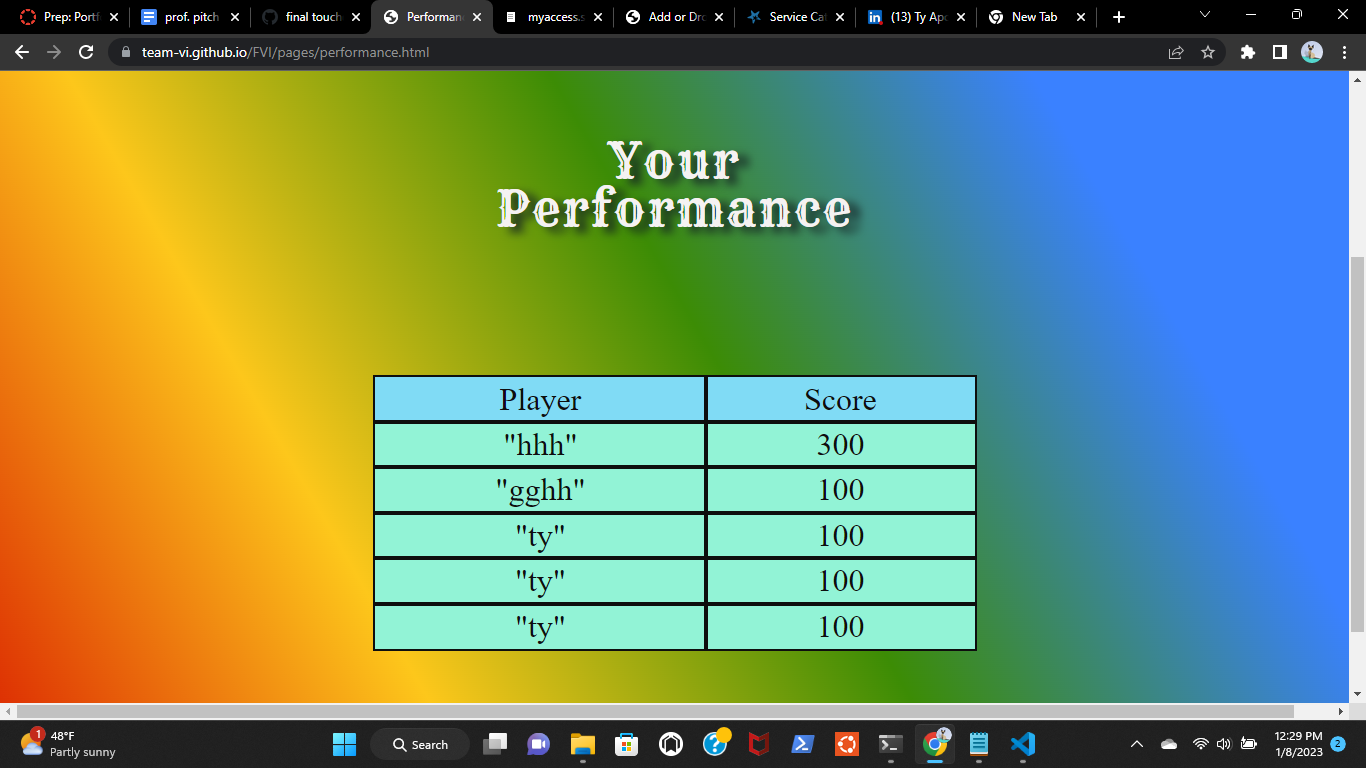 Prep: Portf
prof. pitch
final touch
Performan
myaccess.s
Add or Dro
Service Cat
(13) Ty Apo
New Tab
team-vi.github.io/FVI/pages/performance.html
Your
Performance
Player Score
"hhh" 300
"gghh" 100
"ty" 100
"ty" 100
"ty" 100
1
48°F
Partly sunny
Search
12:29 PM
1/8/2023
2